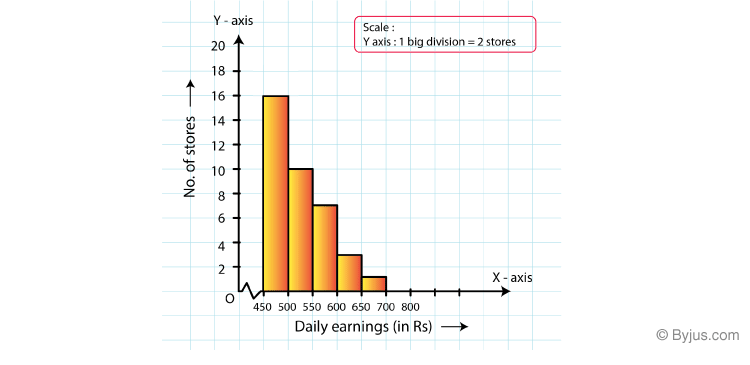 Y - axis
Scale :
Y axis : 1 big division = 2 stores
20
18
16
14
12
10
8
6
4
2
No. of stores
X - axis
O
450 500 550 600 650 700 800
Daily earnings (in Rs)
© Byjus.com